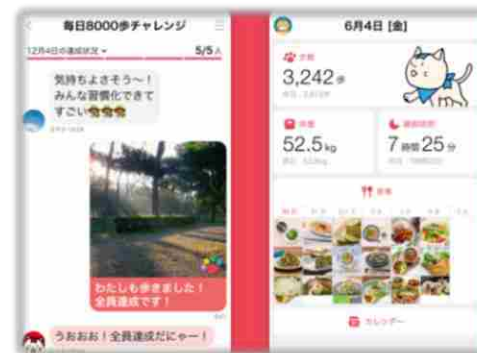 毎日8000歩チャレンジ
12月4日の達成状況
5/5人
気持ちよさそう〜！
みんな習慣化できて
すごい
わたしも歩きました！
全員達成です！
うおおお！全員達成だにゃー！
6月4日 [金]
歩数
3,242 歩
体重
52.5 kg
睡眠時間
7 時間 25 分
食事
カレンダー